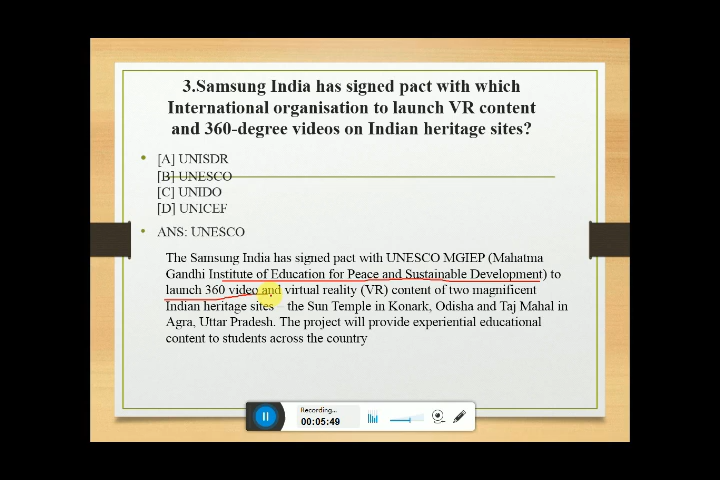 3.Samsung India has signed pact with which
International organisation to launch VR content
and 360-degree videos on Indian heritage sites?
[A] UNISDR
[B] UNESCO
[C] UNIDO
[D] UNICEF
ANS: UNESCO
The Samsung India has signed pact with UNESCO MGIEP (Mahatma
Gandhi Institute of Education for Peace and Sustainable Development) to
launch 360 video and virtual reality (VR) content of two magnificent
Indian heritage sites – the Sun Temple in Konark, Odisha and Taj Mahal in
Agra, Uttar Pradesh. The project will provide experiential educational
content to students across the country
Recording...
00:05:49